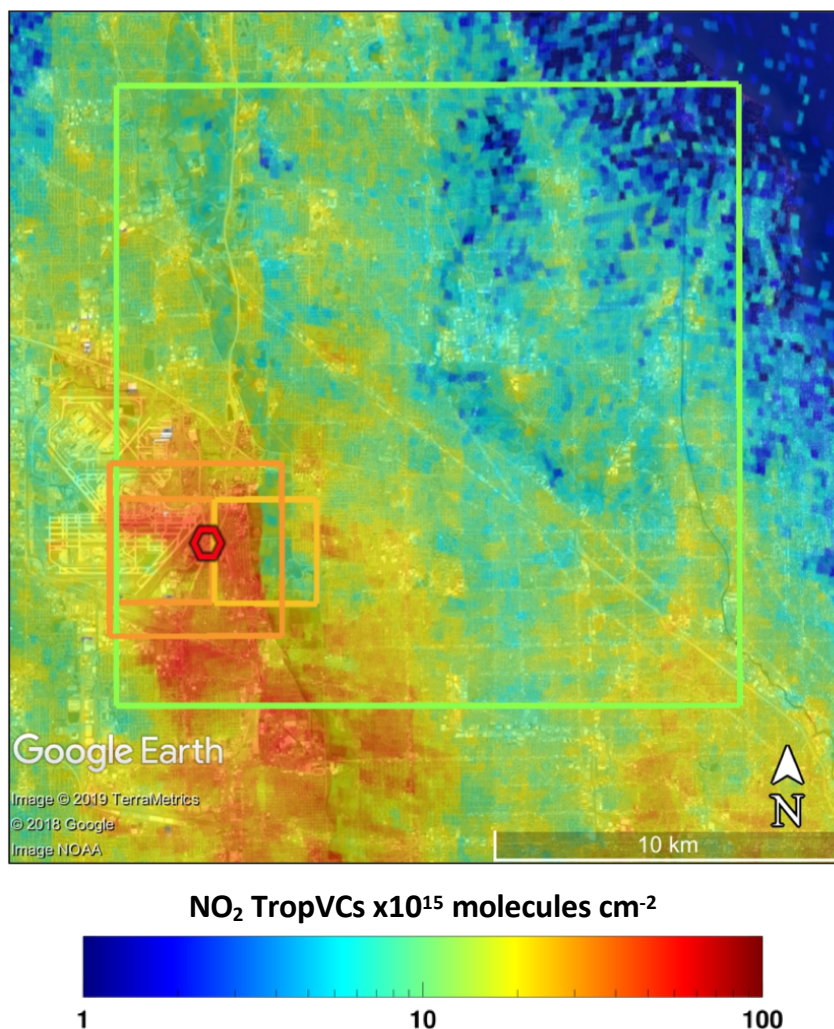 Google Earth
Image © 2019 TerraMetrics
© 2018 Google
Image NOAA
N
10 km
NO₂ TropVCs x10¹⁵ molecules cm⁻²
1 10 100